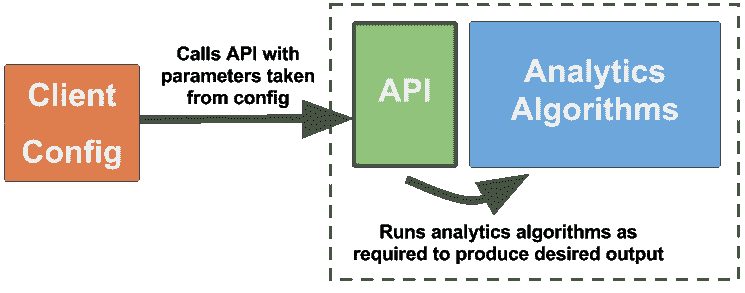 Client
Config
Calls API with
parameters taken
from config
API
Analytics
Algorithms
Runs analytics algorithms as
required to produce desired output